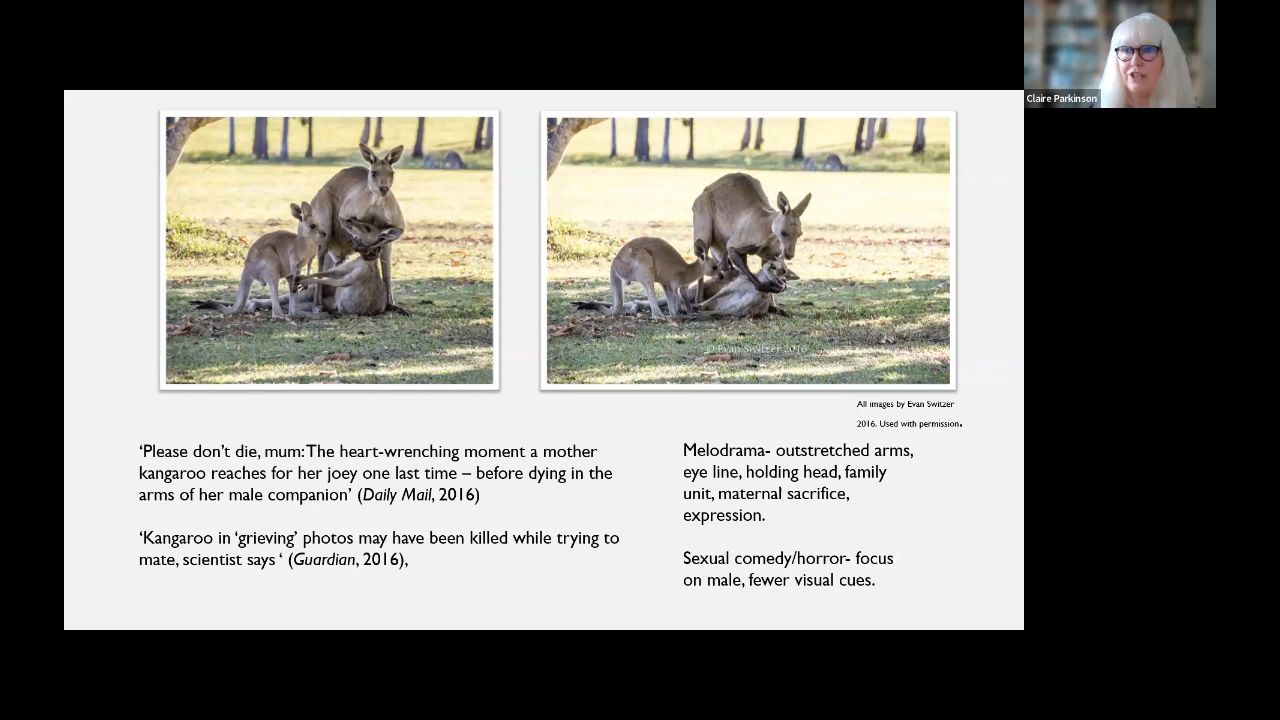 Claire Parkinson
© Evan Switzer 2016
All images by Evan Switzer
2016. Used with permission.
‘Please don’t die, mum: The heart-wrenching moment a mother
kangaroo reaches for her joey one last time – before dying in the
arms of her male companion’ (Daily Mail, 2016)
‘Kangaroo in ‘grieving’ photos may have been killed while trying to
mate, scientist says ‘ (Guardian, 2016),
Melodrama- outstretched arms,
eye line, holding head, family
unit, maternal sacrifice,
expression.
Sexual comedy/horror- focus
on male, fewer visual cues.